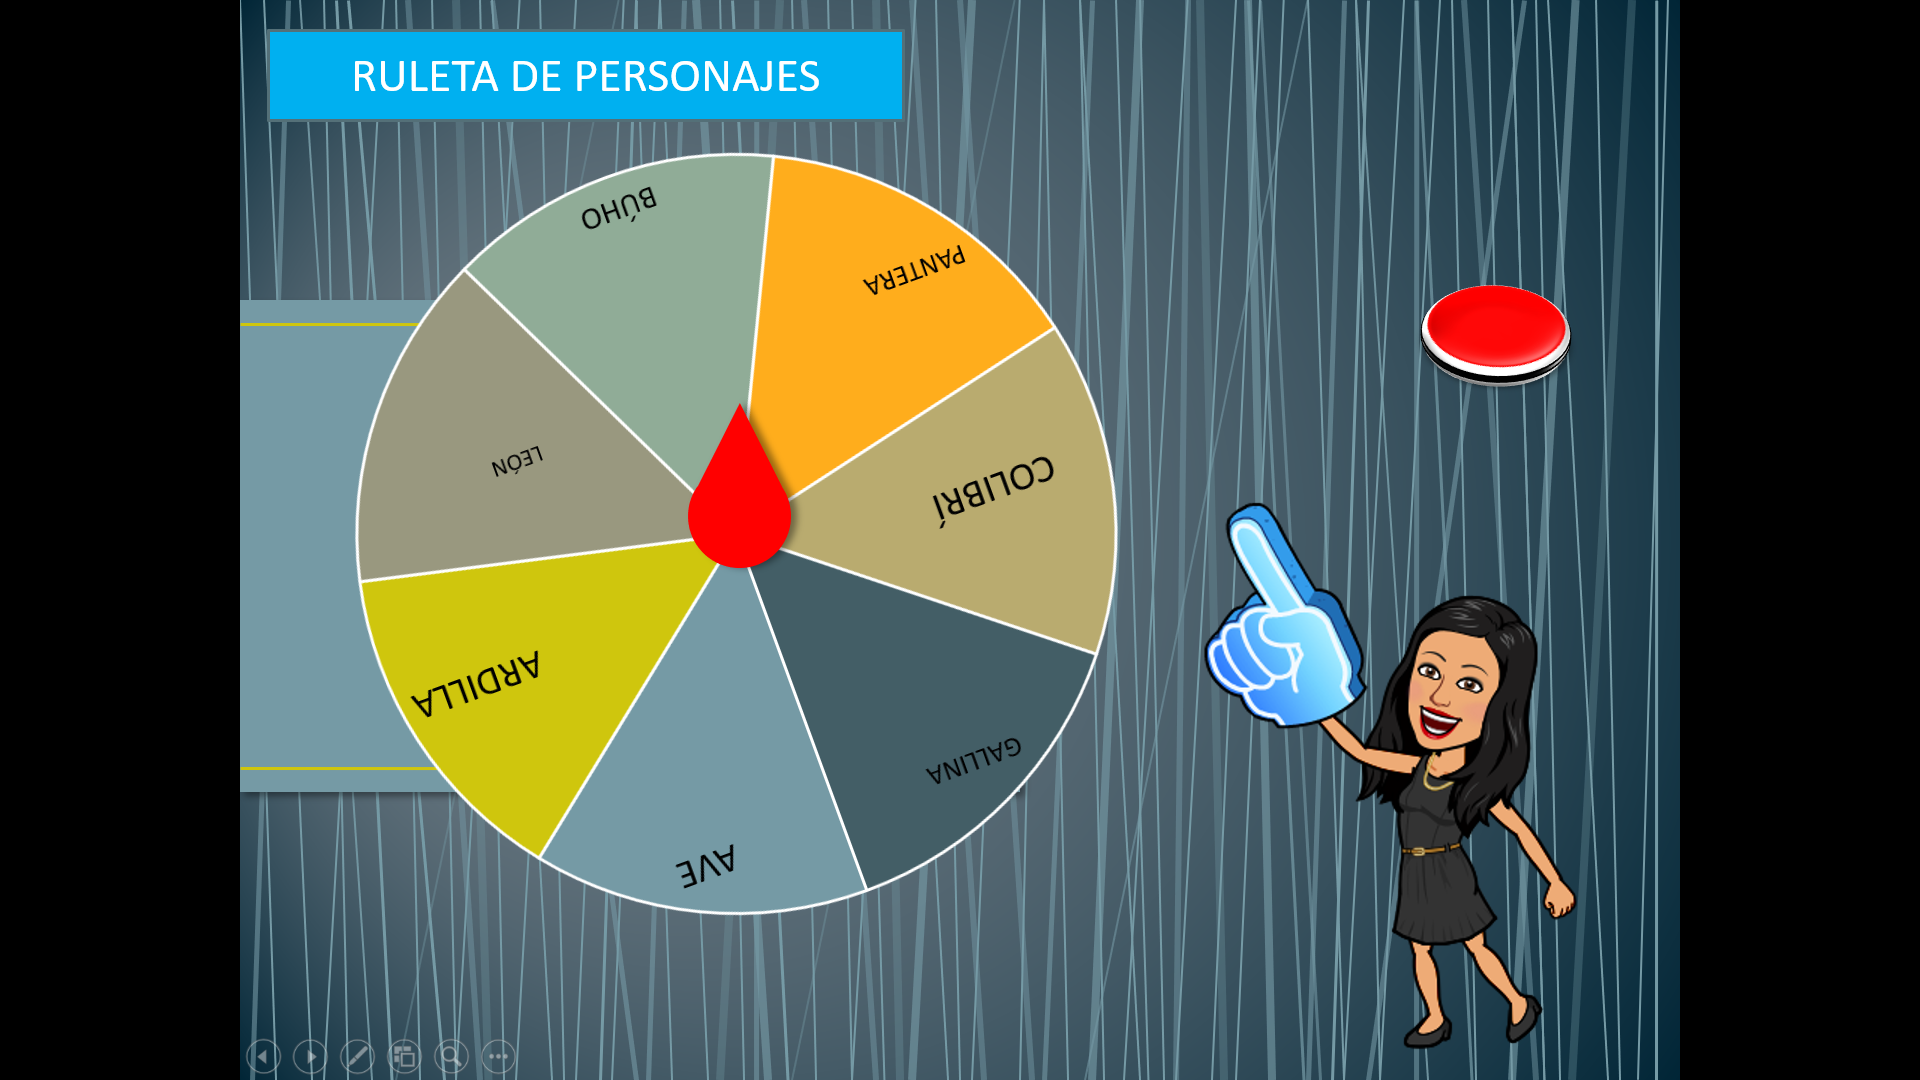 RULETA DE PERSONAJES
BÚHO
PANTERA
COLIBRÍ
GALLINA
AVE
ARDILLA
LEÓN